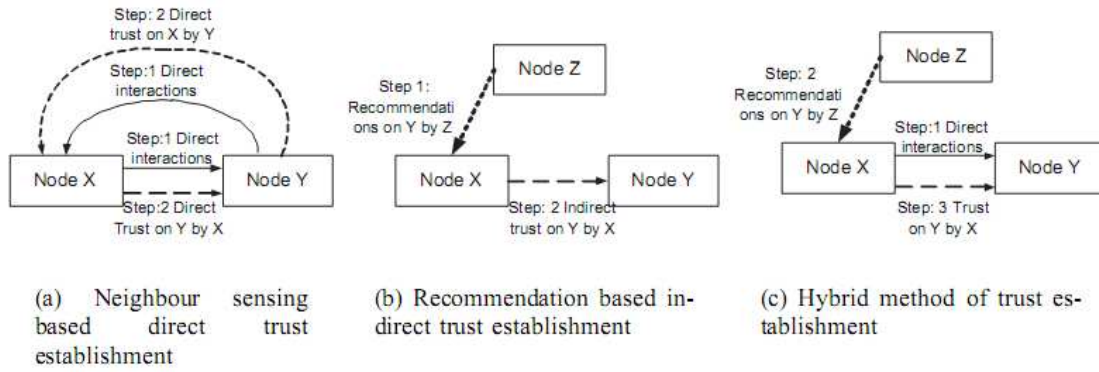 Step: 2 Direct
trust on X by Y
Step:1 Direct
interactions
Step:1 Direct
interactions
Node X
Node Y
Step:2 Direct
Trust on Y by X
Node Z
Step 1:
Recommendati
ons on Y by Z
Node X
Node Y
Step: 2 Indirect
trust on Y by X
Node Z
Step: 2
Recommendati
ons on Y by Z
Step:1 Direct
interactions
Node X
Node Y
Step: 3 Trust
on Y by X
(a) Neighbour sensing
based direct trust
establishment
(b) Recommendation based in-
direct trust establishment
(c) Hybrid method of trust es-
tablishment